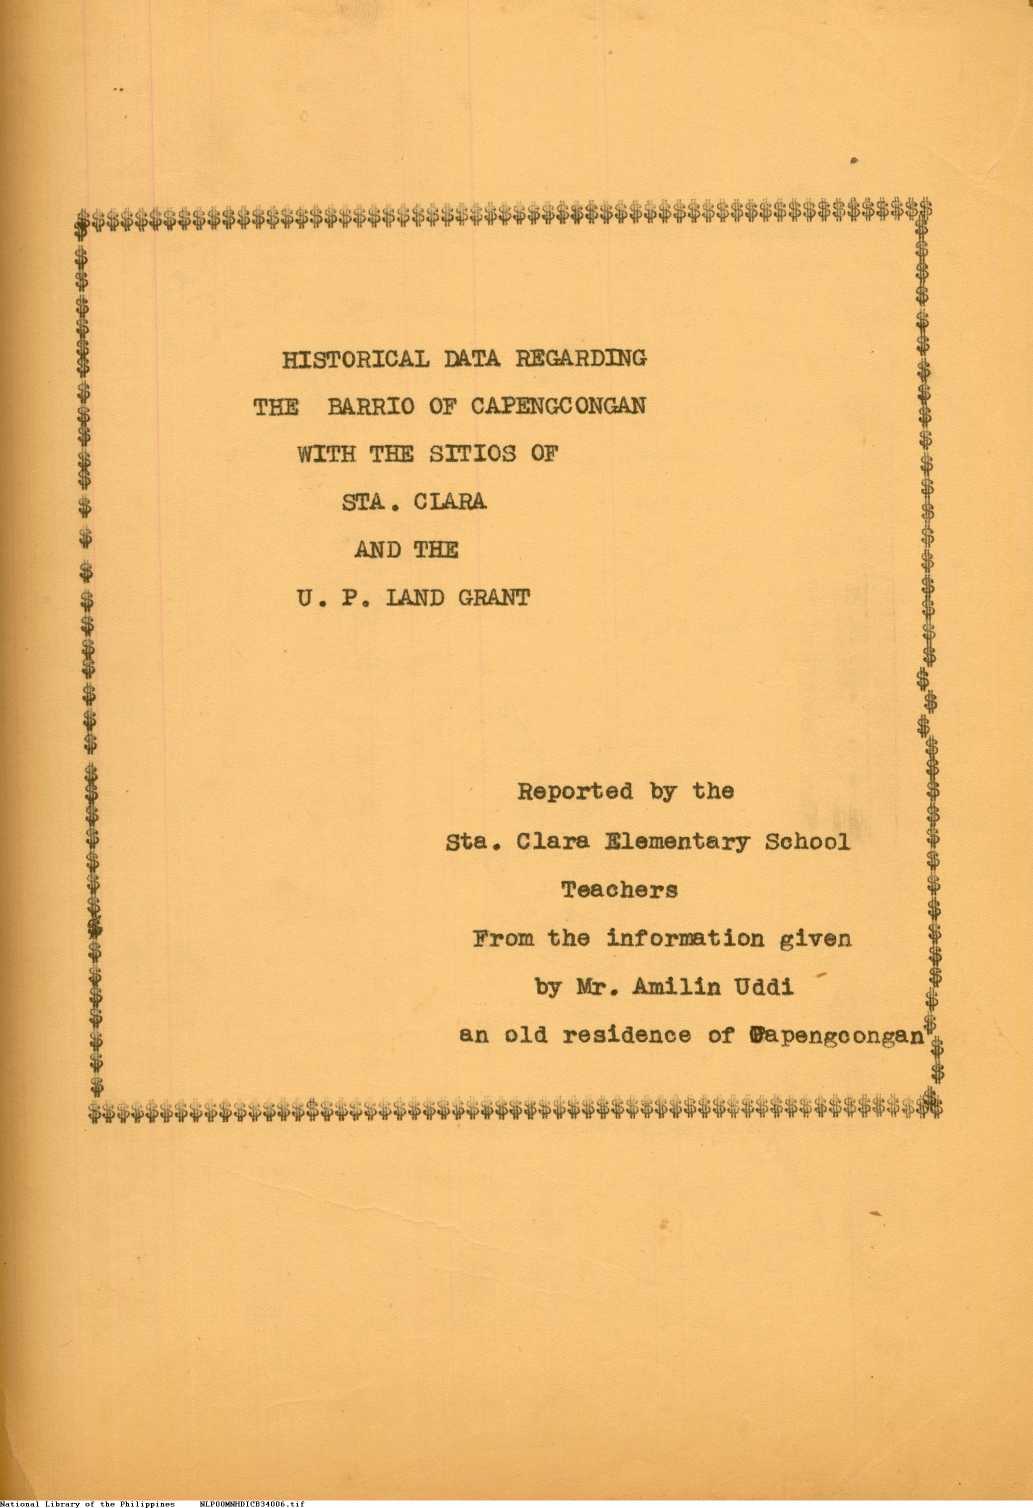 HISTORICAL DATA REGARDING
THE BARRIO OF CAPENGCONGAN
WITH THE SITIOS OF
STA. CLARA
AND THE
U. P. LAND GRANT
Reported by the
Sta. Clara Elementary School
Teachers
From the information given
by Mr. Amilin Uddi
an old residence of Capengcongan
National Library of the Philippines NLP00MNHDICB34006.tif